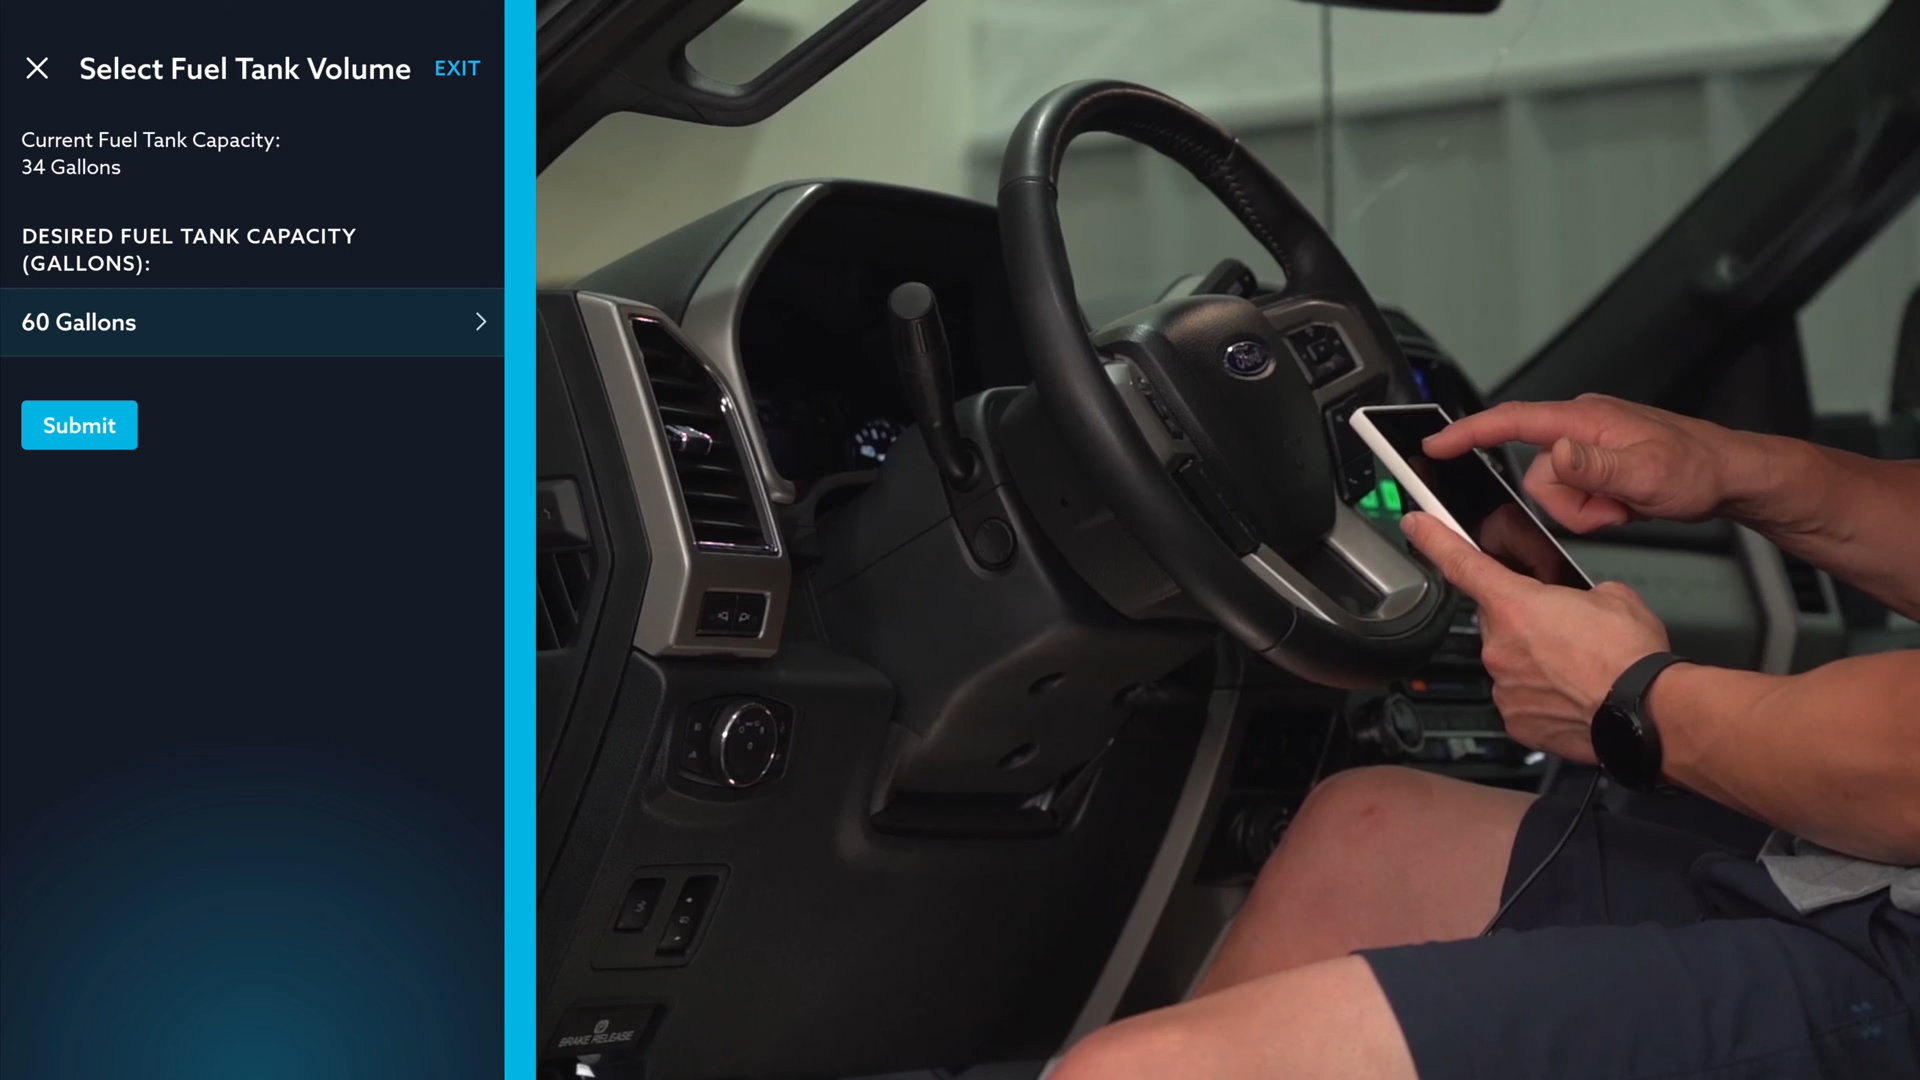 Select Fuel Tank Volume
EXIT
Current Fuel Tank Capacity:
34 Gallons
DESIRED FUEL TANK CAPACITY
(GALLONS):
60 Gallons
Submit
Ford
BRAKE RELEASE